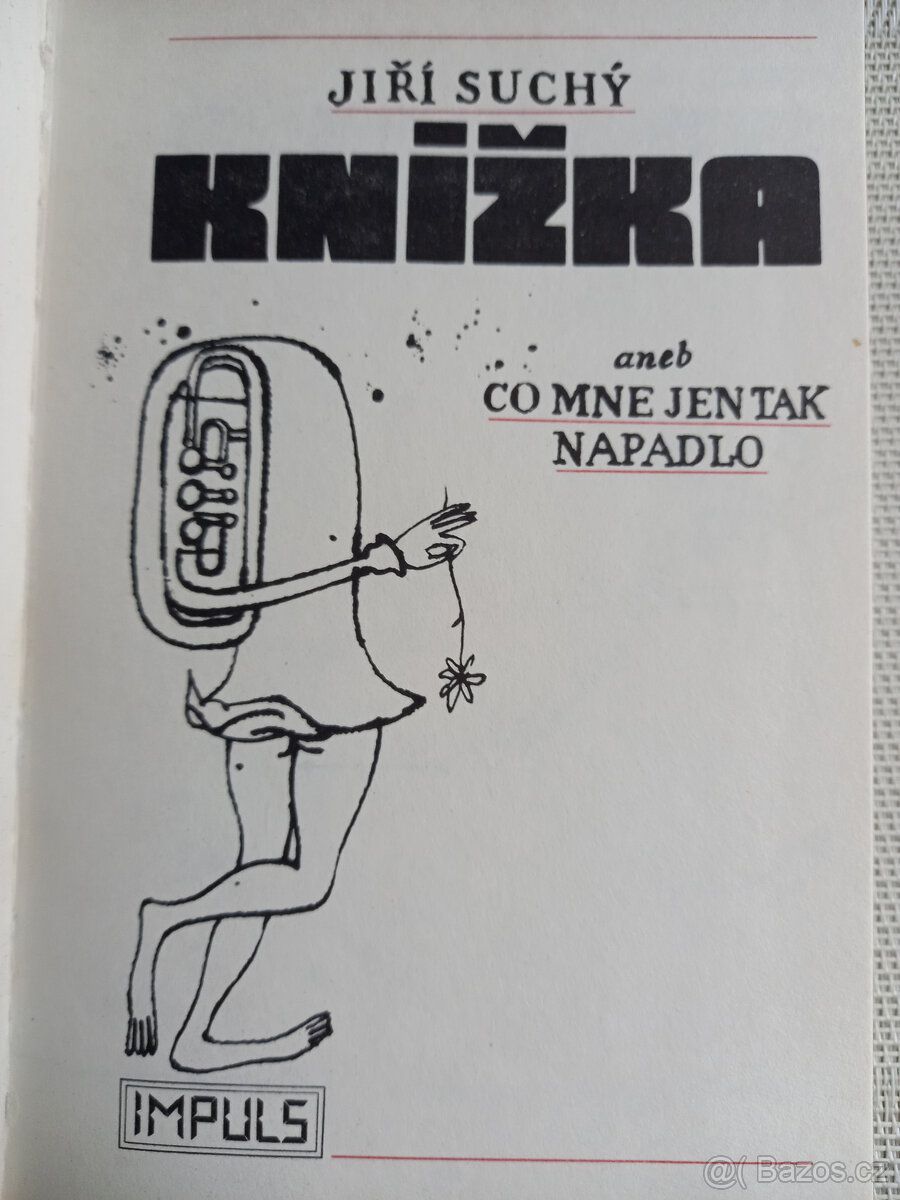 JIŘÍ SUCHÝ
KNÍŽKA
aneb
CO MNE JEN TAK
NAPADLO
IMPULS
@( Bazos.cz